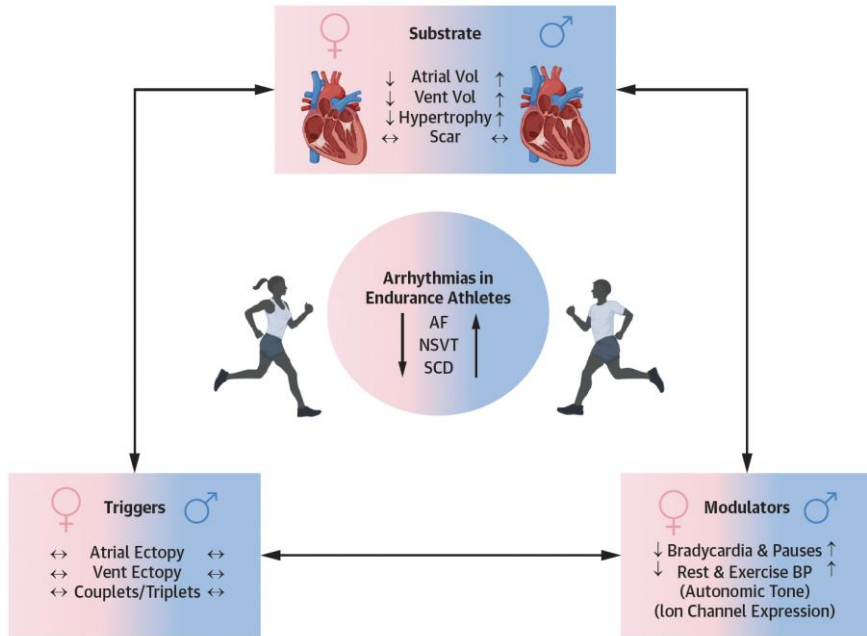 Substrate
↓ Atrial Vol ↑
↓ Vent Vol ↑
↓ Hypertrophy ↑
↔ Scar ↔
Arrhythmias in
Endurance Athletes
AF
NSVT
SCD
Triggers
↔ Atrial Ectopy ↔
↔ Vent Ectopy ↔
↔ Couplets/Triplets ↔
Modulators
↓ Bradycardia & Pauses ↑
↓ Rest & Exercise BP ↑
(Autonomic Tone)
(Ion Channel Expression)